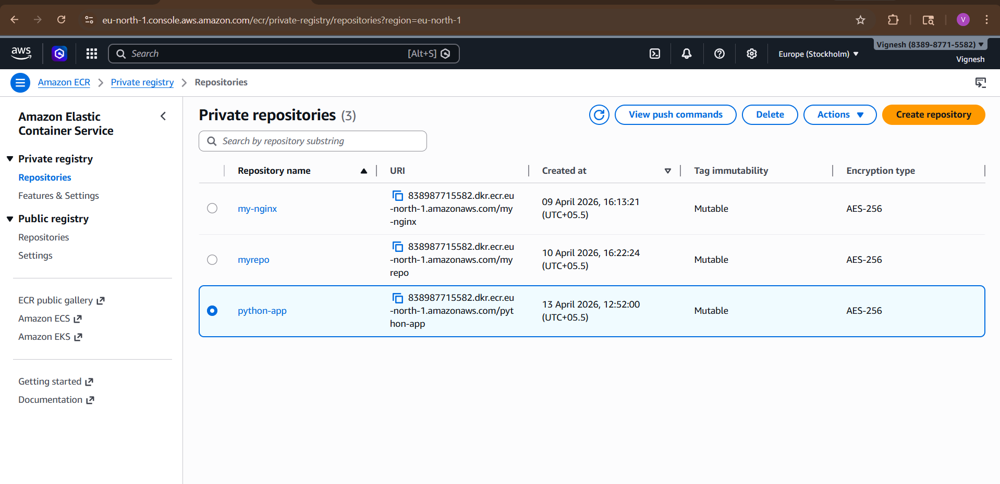 eu-north-1.console.aws.amazon.com/ecr/private-registry/repositories?region=eu-north-1
V
aws
Search
[Alt+S]
Europe (Stockholm)
Vignesh (8389-8771-5582)
Vignesh
Amazon ECR
Private registry
Repositories
Amazon Elastic
Container Service
Private registry
Repositories
Features & Settings
Public registry
Repositories
Settings
ECR public gallery
Amazon ECS
Amazon EKS
Getting started
Documentation
Private repositories (3)
View push commands
Delete
Actions
Create repository
Search by repository substring
Repository name
URI
Created at
Tag immutability
Encryption type
my-nginx
838987715582.dkr.ecr.eu
-north-1.amazonaws.com/my
-nginx
09 April 2026, 16:13:21
(UTC+05.5)
Mutable
AES-256
myrepo
838987715582.dkr.ecr.eu
-north-1.amazonaws.com/my
repo
10 April 2026, 16:22:24
(UTC+05.5)
Mutable
AES-256
python-app
838987715582.dkr.ecr.eu
-north-1.amazonaws.com/pyt
hon-app
13 April 2026, 12:52:00
(UTC+05.5)
Mutable
AES-256